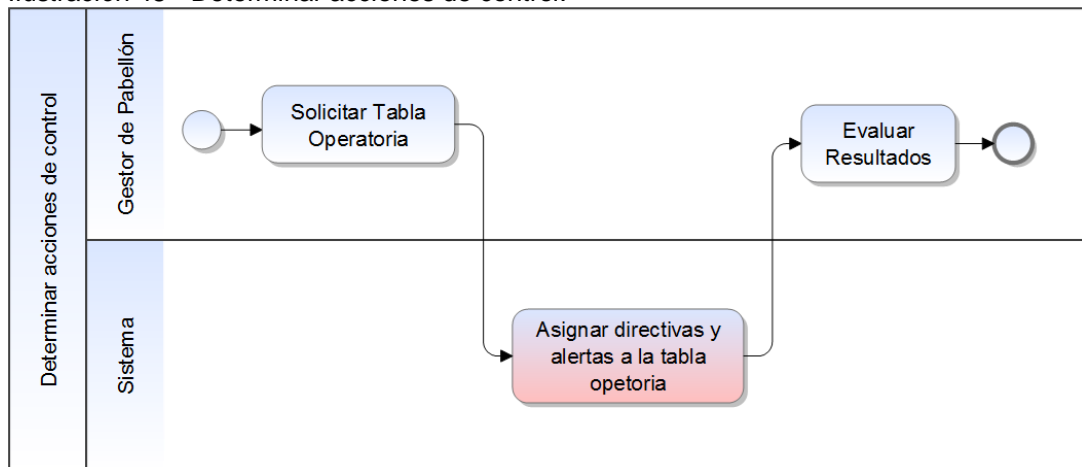 Determinar acciones de control
Gestor de Pabellón
Solicitar Tabla
Operatoria
Evaluar
Resultados
Sistema
Asignar directivas y
alertas a la tabla
opetoria